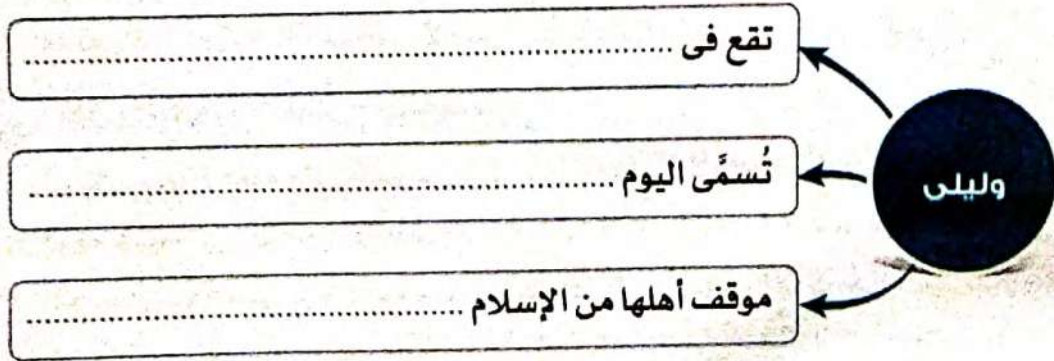 تقع فى ........................................
وليلى
تُسمَّى اليوم ........................................
موقف أهلها من الإسلام ........................................